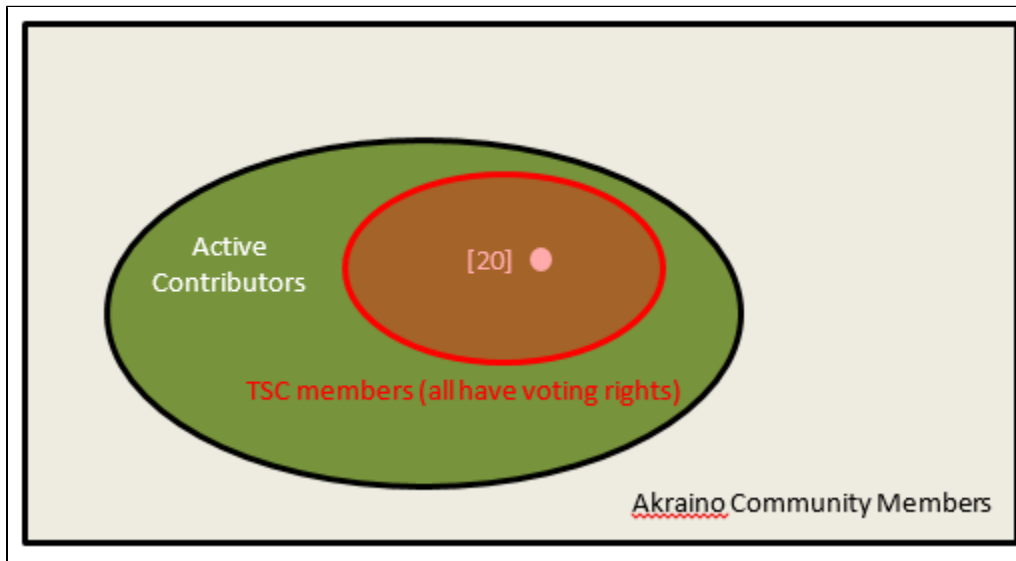 Active
Contributors
[20]
TSC members (all have voting rights)
Akraino Community Members